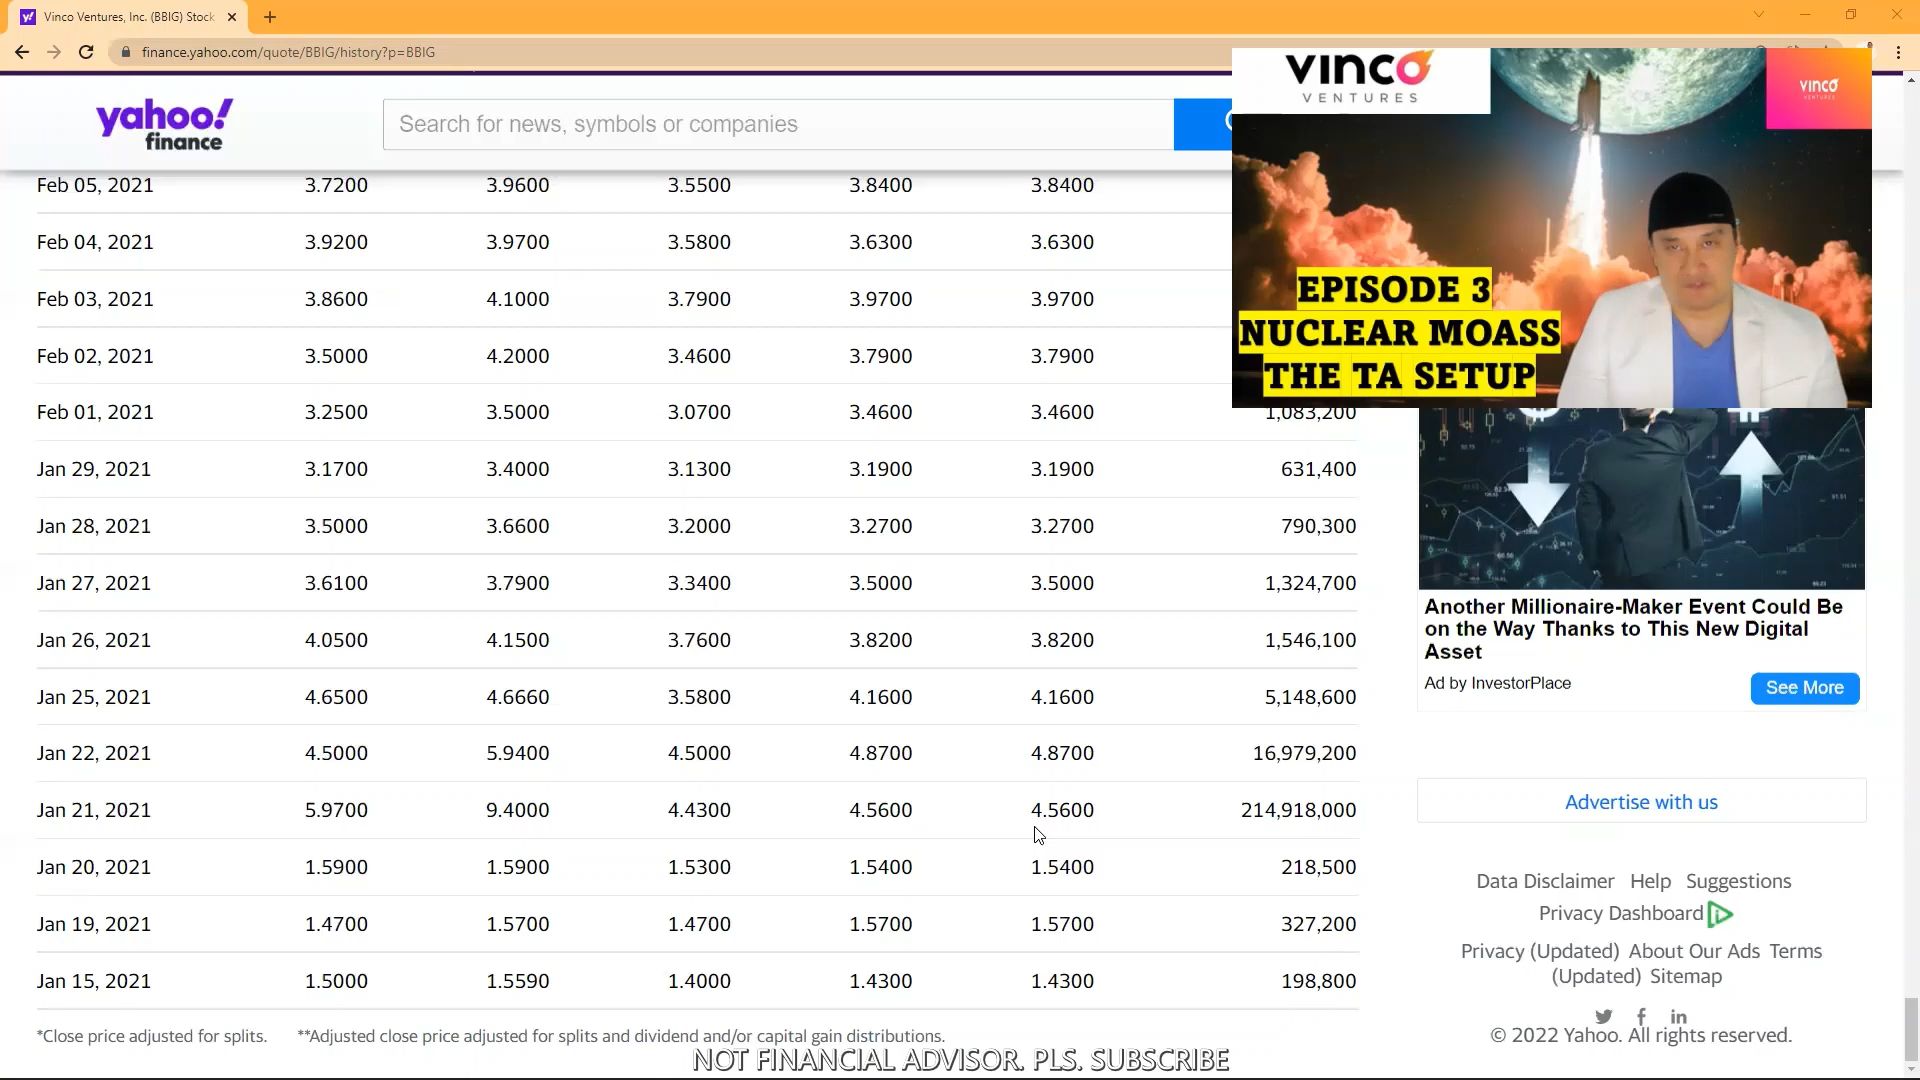 Vinco Ventures, Inc. (BBIG) Stock
finance.yahoo.com/quote/BBIG/history?p=BBIG
yahoo!
finance
Search for news, symbols or companies
Feb 05, 2021 3.7200 3.9600 3.5500 3.8400 3.8400
Feb 04, 2021 3.9200 3.9700 3.5800 3.6300 3.6300
Feb 03, 2021 3.8600 4.1000 3.7900 3.9700 3.9700
Feb 02, 2021 3.5000 4.2000 3.4600 3.7900 3.7900
Feb 01, 2021 3.2500 3.5000 3.0700 3.4600 3.4600 1,083,200
Jan 29, 2021 3.1700 3.4000 3.1300 3.1900 3.1900 631,400
Jan 28, 2021 3.5000 3.6600 3.2000 3.2700 3.2700 790,300
Jan 27, 2021 3.6100 3.7900 3.3400 3.5000 3.5000 1,324,700
Jan 26, 2021 4.0500 4.1500 3.7600 3.8200 3.8200 1,546,100
Jan 25, 2021 4.6500 4.6660 3.5800 4.1600 4.1600 5,148,600
Jan 22, 2021 4.5000 5.9400 4.5000 4.8700 4.8700 16,979,200
Jan 21, 2021 5.9700 9.4000 4.4300 4.5600 4.5600 214,918,000
Jan 20, 2021 1.5900 1.5900 1.5300 1.5400 1.5400 218,500
Jan 19, 2021 1.4700 1.5700 1.4700 1.5700 1.5700 327,200
Jan 15, 2021 1.5000 1.5590 1.4000 1.4300 1.4300 198,800
*Close price adjusted for splits. **Adjusted close price adjusted for splits and dividend and/or capital gain distributions.
NOT FINANCIAL ADVISOR. PLS. SUBSCRIBE
vinco
VENTURES
vinco
VENTURES
EPISODE 3
NUCLEAR MOASS
THE TA SETUP
Another Millionaire-Maker Event Could Be
on the Way Thanks to This New Digital
Asset
Ad by InvestorPlace
See More
Advertise with us
Data Disclaimer Help Suggestions
Privacy Dashboard
Privacy (Updated) About Our Ads Terms
(Updated) Sitemap
© 2022 Yahoo. All rights reserved.